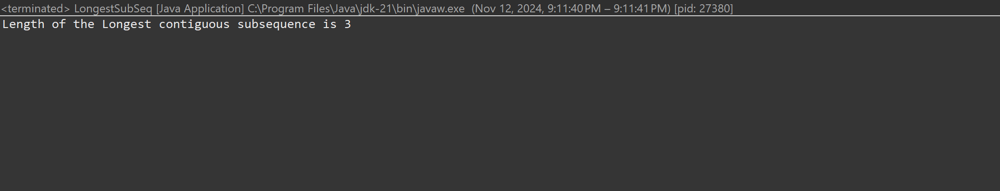 <terminated> LongestSubSeq [Java Application] C:\Program Files\Java\jdk-21\bin\javaw.exe (Nov 12, 2024, 9:11:40 PM – 9:11:41 PM) [pid: 27380]
Length of the Longest contiguous subsequence is 3